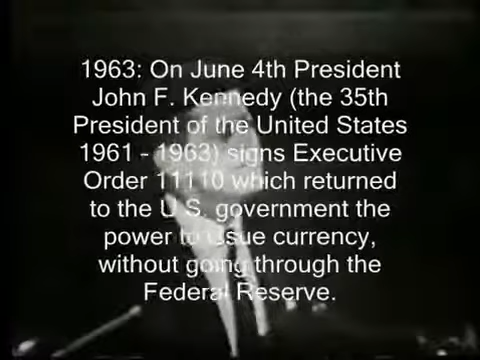 1963: On June 4th President
John F. Kennedy (the 35th
President of the United States
1961 - 1963) signs Executive
Order 11110 which returned
to the U.S. government the
power to issue currency,
without going through the
Federal Reserve.